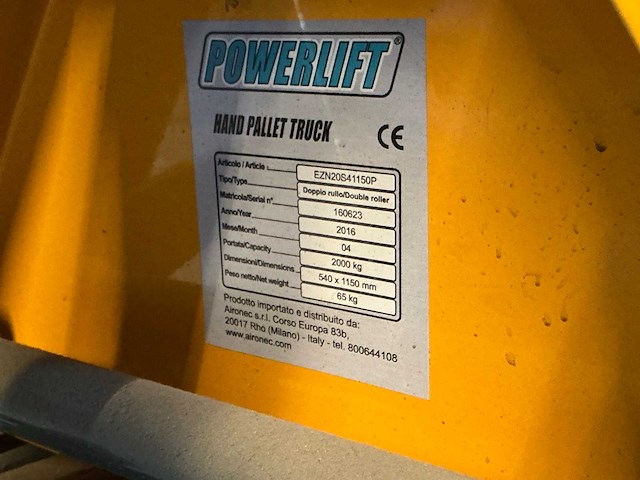 POWERLIFT®
HAND PALLET TRUCK CE
Articolo / Article: EZN20S41150P
Tipo/Type Doppio rullo/Double roller
Matricola/Serial n° 160623
Anno/Year 2016
Mese/Month 04
Portata/Capacity 2000 kg
Dimensioni/Dimensions 540 x 1150 mm
Peso netto/Net weight 65 kg
Prodotto importato e distribuito da:
Aironec s.r.l. Corso Europa 83b,
20017 Rhò (Milano) - Italy - tel. 800644108
www.aironec.com